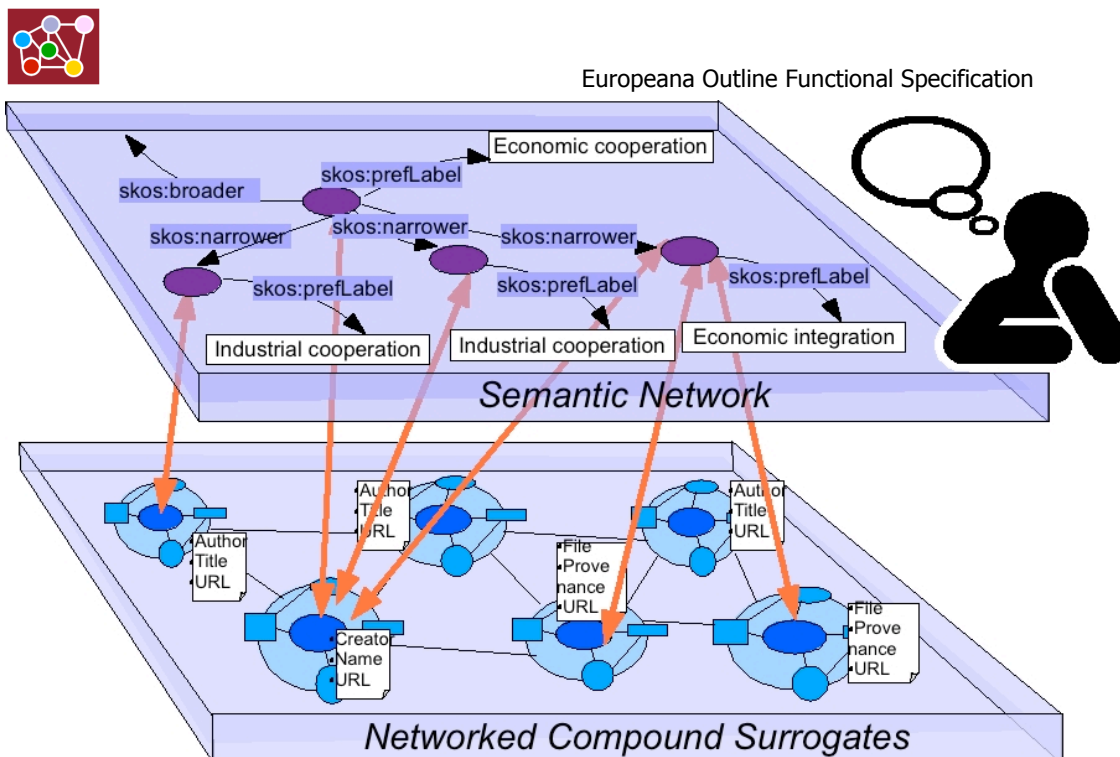 Europeana Outline Functional Specification
Economic cooperation
skos:prefLabel
skos:broader
skos:narrower
skos:narrower
skos:narrower
skos:prefLabel
skos:prefLabel
skos:prefLabel
Industrial cooperation
Industrial cooperation
Economic integration
Semantic Network
Author
Title
URL
Author
Title
URL
Author
Title
URL
File
Prove
nance
URL
Creator
Name
URL
File
Prove
nance
URL
Networked Compound Surrogates